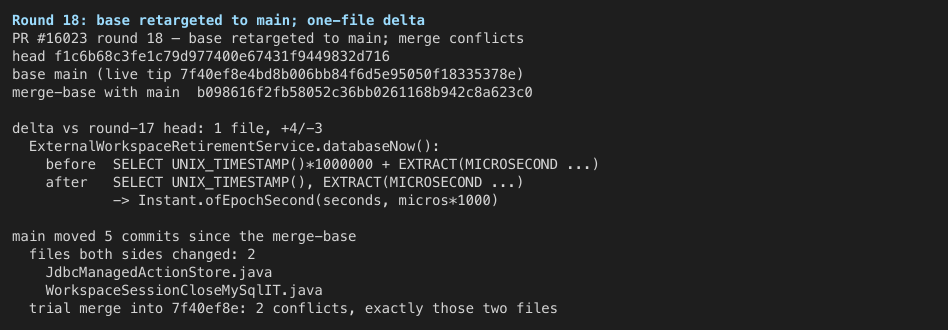 Round 18: base retargeted to main; one-file delta
PR #16023 round 18 — base retargeted to main; merge conflicts
head f1c6b68c3fe1c79d977400e67431f9449832d716
base main (live tip 7f40ef8e4bd8b006bb84f6d5e95050f18335378e)
merge-base with main  b098616f2fb58052c36bb0261168b942c8a623c0
delta vs round-17 head: 1 file, +4/-3
ExternalWorkspaceRetirementService.databaseNow():
before  SELECT UNIX_TIMESTAMP()*1000000 + EXTRACT(MICROSECOND ...)
after   SELECT UNIX_TIMESTAMP(), EXTRACT(MICROSECOND ...)
-> Instant.ofEpochSecond(seconds, micros*1000)
main moved 5 commits since the merge-base
files both sides changed: 2
JdbcManagedActionStore.java
WorkspaceSessionCloseMySqlIT.java
trial merge into 7f40ef8e: 2 conflicts, exactly those two files